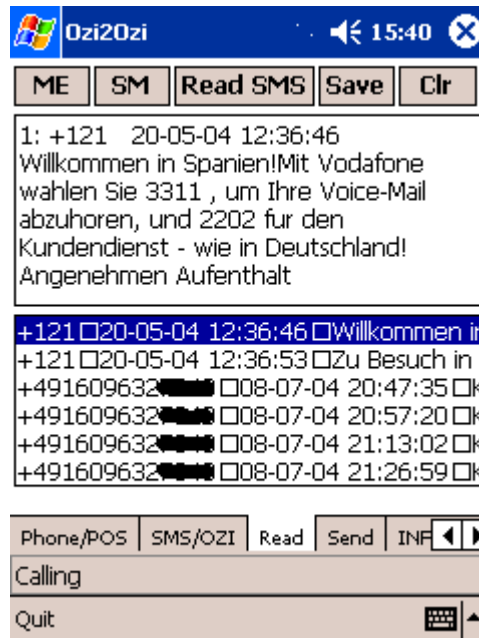 Ozi2Ozi 15:40
ME SM Read SMS Save Clr
1: +121 20-05-04 12:36:46
Willkommen in Spanien!Mit Vodafone
wahlen Sie 3311 , um Ihre Voice-Mail
abzuhoren, und 2202 fur den
Kundendienst - wie in Deutschland!
Angenehmen Aufenthalt
+121□20-05-04 12:36:46□Willkommen in
+121□20-05-04 12:36:53□Zu Besuch in
+491609632 □08-07-04 20:47:35□
+491609632 □08-07-04 20:57:20□
+491609632 □08-07-04 21:13:02□
+491609632 □08-07-04 21:26:59□
Phone/POS SMS/OZI Read Send INF
Calling
Quit